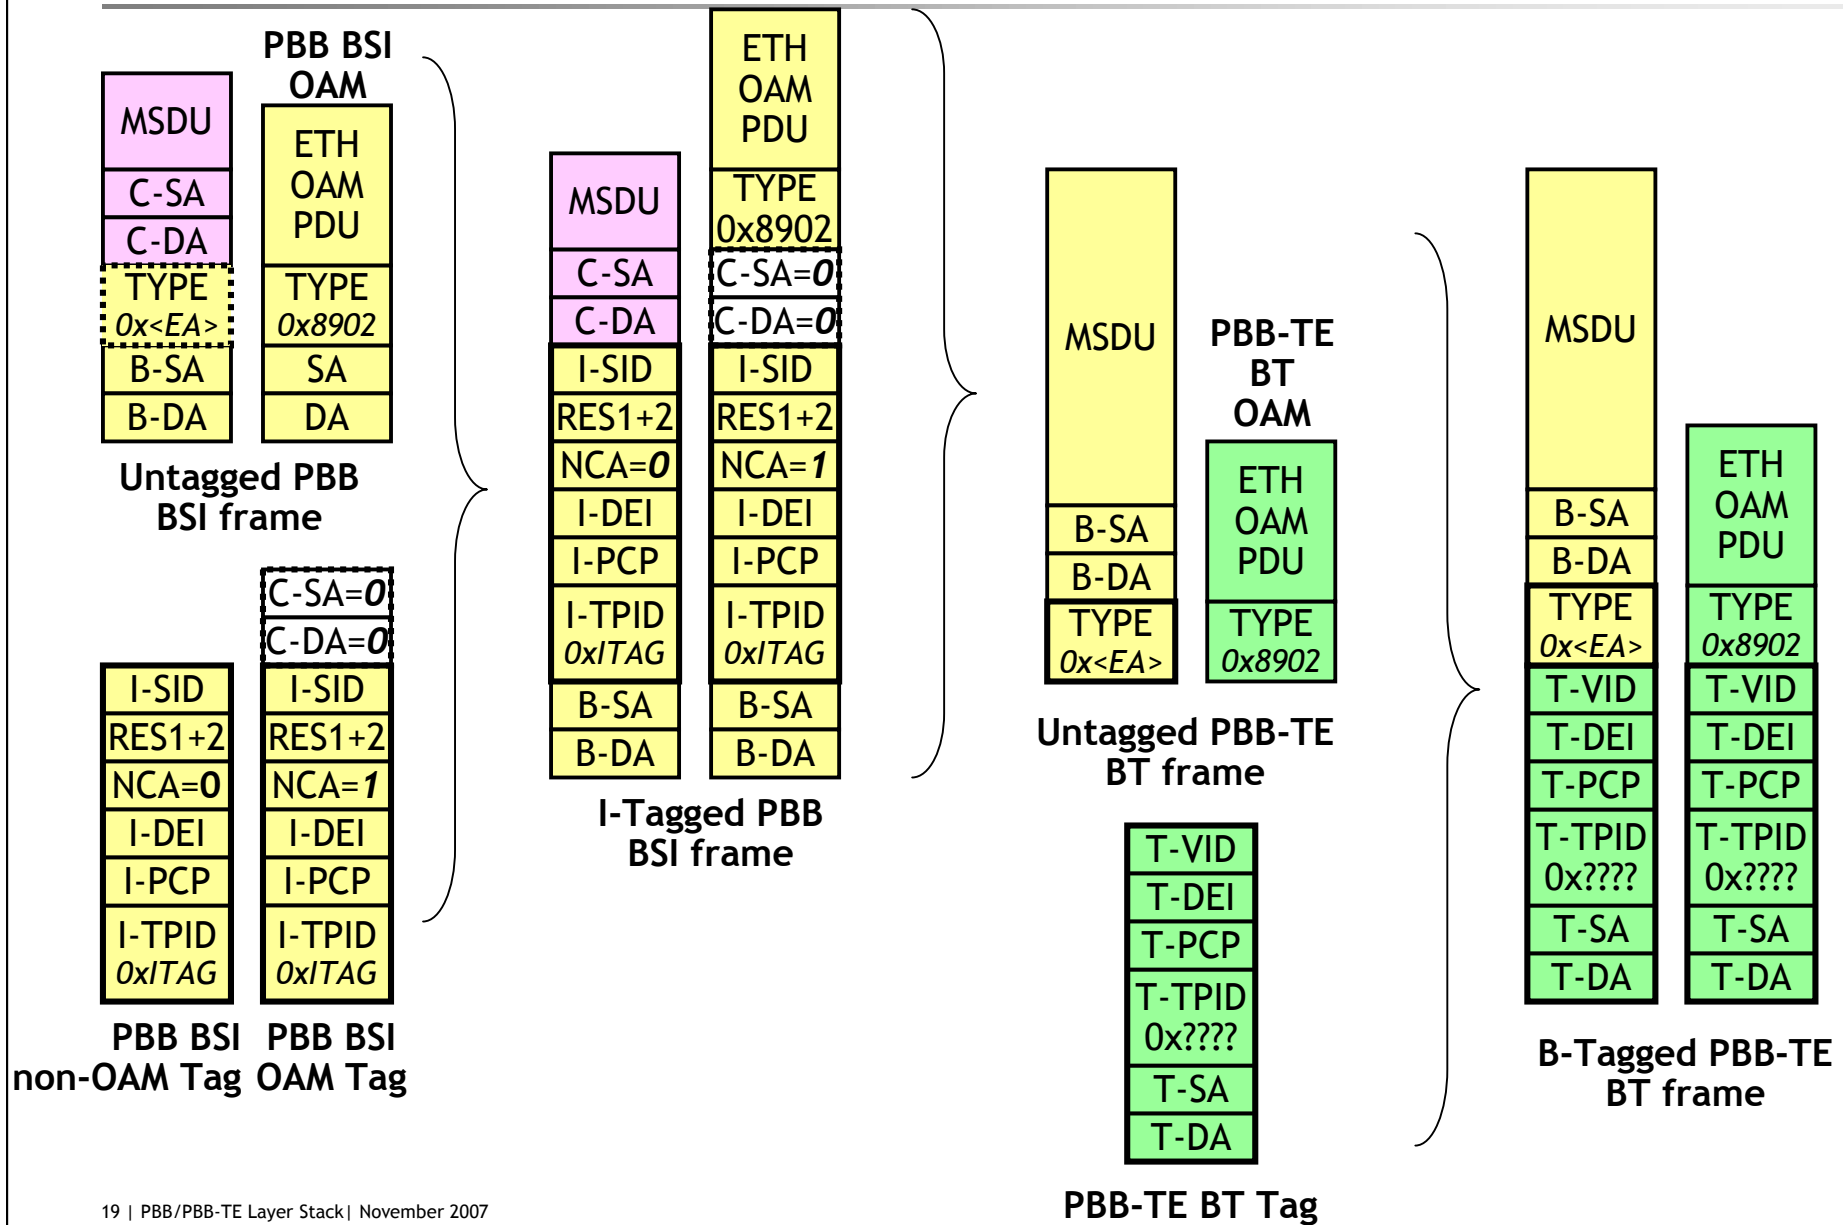 PBB BSI
OAM
MSDU
C-SA
C-DA
TYPE
0x<EA>
B-SA
B-DA
ETH
OAM
PDU
TYPE
0x8902
SA
DA
Untagged PBB
BSI frame
I-SID
RES1+2
NCA=0
I-DEI
I-PCP
I-TPID
0xITAG
PBB BSI
non-OAM Tag
C-SA=0
C-DA=0
I-SID
RES1+2
NCA=1
I-DEI
I-PCP
I-TPID
0xITAG
PBB BSI
OAM Tag
MSDU
C-SA
C-DA
I-SID
RES1+2
NCA=0
I-DEI
I-PCP
I-TPID
0xITAG
B-SA
B-DA
ETH
OAM
PDU
TYPE
0x8902
C-SA=0
C-DA=0
I-SID
RES1+2
NCA=1
I-DEI
I-PCP
I-TPID
0xITAG
B-SA
B-DA
I-Tagged PBB
BSI frame
MSDU
B-SA
B-DA
TYPE
0x<EA>
PBB-TE
BT
OAM
ETH
OAM
PDU
TYPE
0x8902
Untagged PBB-TE
BT frame
T-VID
T-DEI
T-PCP
T-TPID
0x????
T-SA
T-DA
PBB-TE BT Tag
MSDU
B-SA
B-DA
TYPE
0x<EA>
T-VID
T-DEI
T-PCP
T-TPID
0x????
T-SA
T-DA
ETH
OAM
PDU
TYPE
0x8902
T-VID
T-DEI
T-PCP
T-TPID
0x????
T-SA
T-DA
B-Tagged PBB-TE
BT frame
19 | PBB/PBB-TE Layer Stack| November 2007